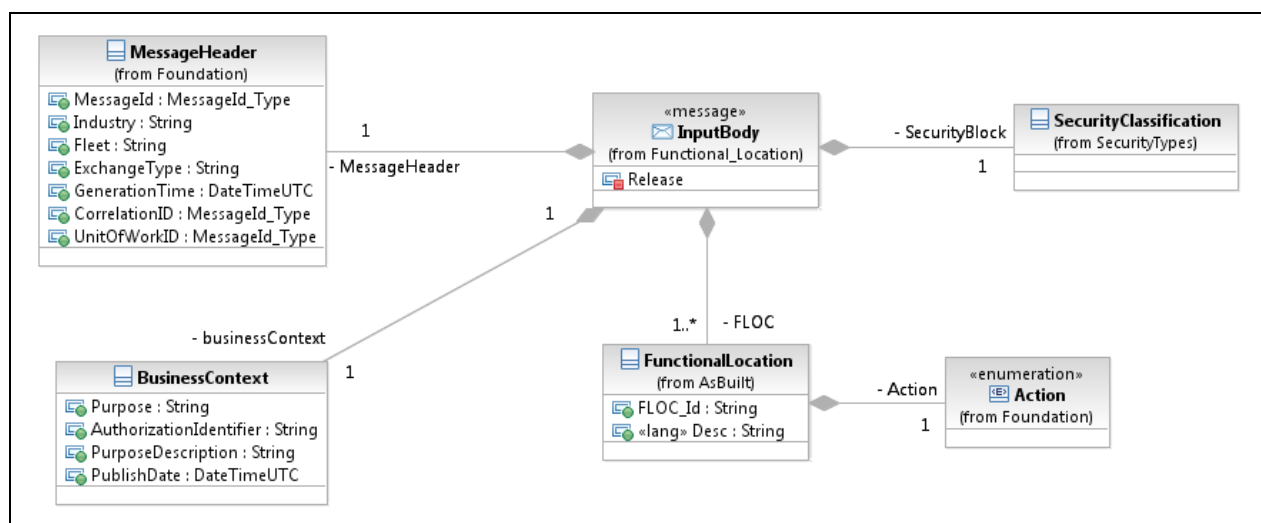 MessageHeader
(from Foundation)
MessageId : MessageId_Type
Industry : String
Fleet : String
ExchangeType : String
GenerationTime : DateTimeUTC
CorrelationID : MessageId_Type
UnitOfWorkID : MessageId_Type
1
- MessageHeader
«message»
InputBody
(from Functional_Location)
Release
- SecurityBlock
1
SecurityClassification
(from SecurityTypes)
1
- businessContext
1
BusinessContext
Purpose : String
AuthorizationIdentifier : String
PurposeDescription : String
PublishDate : DateTimeUTC
1..*
- FLOC
FunctionalLocation
(from AsBuilt)
FLOC_Id : String
«lang» Desc : String
- Action
1
«enumeration»
<E> Action
(from Foundation)